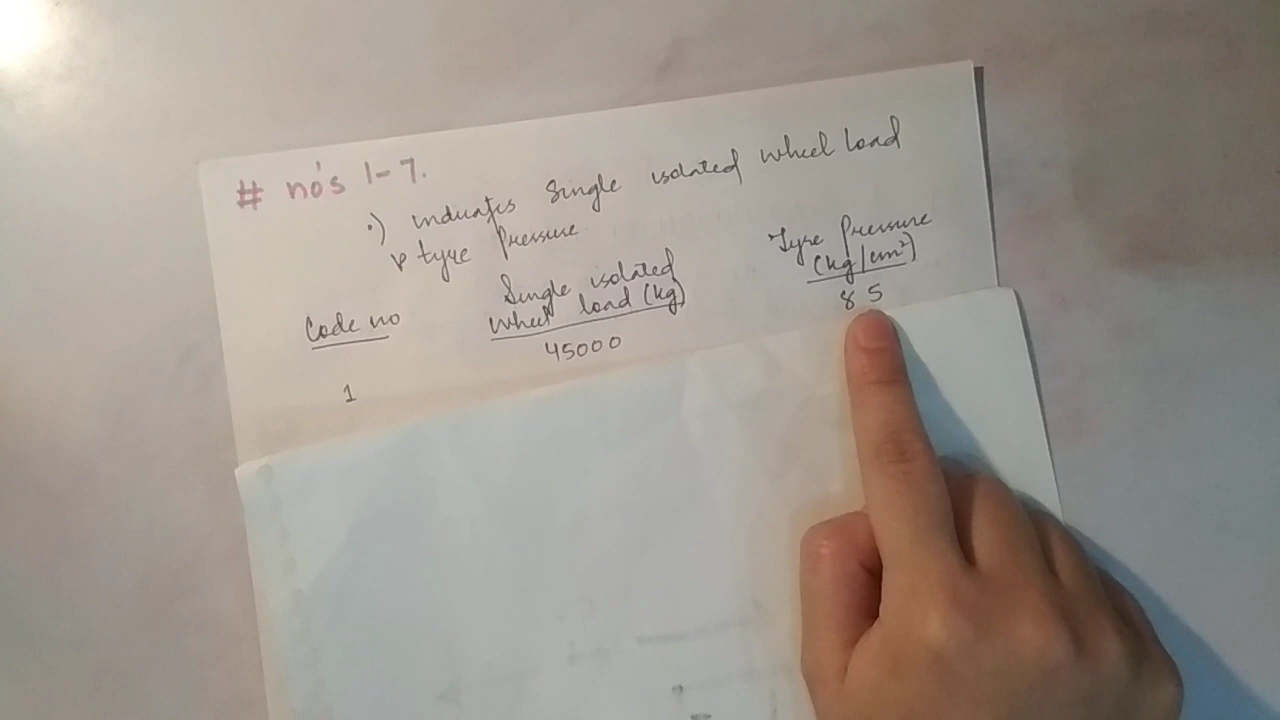 # no's 1-7.
•) indicates Single isolated wheel load
& tyre pressure.
Code no
Single isolated
Wheel load (kg)
Tyre Pressure
(kg/cm²)
1
45000
8 5